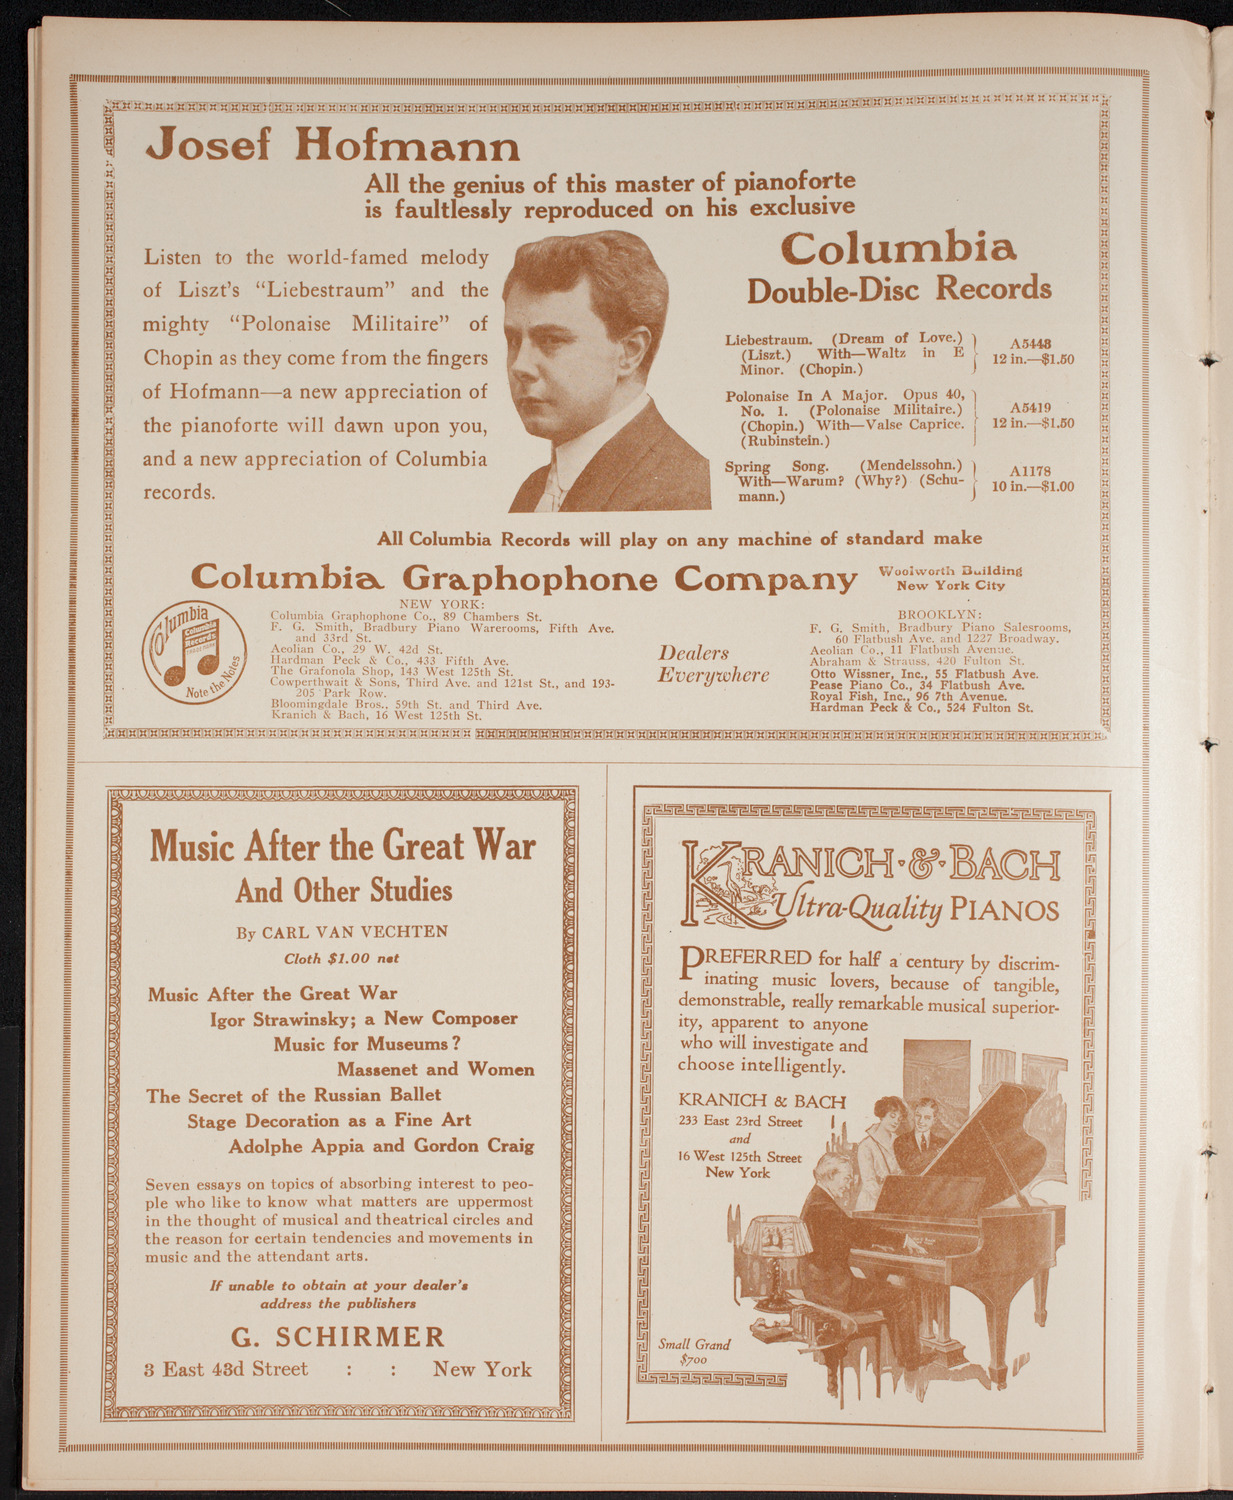 Josef Hofmann
All the genius of this master of pianoforte
is faultlessly reproduced on his exclusive
Listen to the world-famed melody
of Liszt's "Liebestraum" and the
mighty "Polonaise Militaire" of
Chopin as they come from the fingers
of Hofmann—a new appreciation of
the pianoforte will dawn upon you,
and a new appreciation of Columbia
records.
Columbia
Double-Disc Records
Liebestraum. (Dream of Love.)
(Liszt.) With—Waltz in E
Minor. (Chopin.)
A5448
12 in.—$1.50
Polonaise In A Major. Opus 40,
No. 1. (Polonaise Militaire.)
(Chopin.) With—Valse Caprice.
(Rubinstein.)
A5419
12 in.—$1.50
Spring Song. (Mendelssohn.)
With—Warum? (Why?) (Schu-
mann.)
A1178
10 in.—$1.00
All Columbia Records will play on any machine of standard make
Columbia Graphophone Company
Woolworth Building
New York City
Columbia
Columbia
Records
Note the Notes
NEW YORK:
Columbia Graphophone Co., 89 Chambers St.
F. G. Smith, Bradbury Piano Warerooms, Fifth Ave.
and 33rd St.
Aeolian Co., 29 W. 42d St.
Hardman Peck & Co., 433 Fifth Ave.
The Grafonola Shop, 143 West 125th St.
Cowperthwait & Sons, Third Ave. and 121st St., and 193-
205 Park Row.
Bloomingdale Bros., 59th St. and Third Ave.
Kranich & Bach, 16 West 125th St.
Dealers
Everywhere
BROOKLYN:
F. G. Smith, Bradbury Piano Salesrooms,
60 Flatbush Ave. and 1227 Broadway.
Aeolian Co., 11 Flatbush Avenue.
Abraham & Strauss, 420 Fulton St.
Otto Wissner, Inc., 55 Flatbush Ave.
Pease Piano Co., 34 Flatbush Ave.
Royal Fish, Inc., 96 7th Avenue.
Hardman Peck & Co., 524 Fulton St.
Music After the Great War
And Other Studies
By CARL VAN VECHTEN
Cloth $1.00 net
Music After the Great War
Igor Strawinsky; a New Composer
Music for Museums?
Massenet and Women
The Secret of the Russian Ballet
Stage Decoration as a Fine Art
Adolphe Appia and Gordon Craig
Seven essays on topics of absorbing interest to peo-
ple who like to know what matters are uppermost
in the thought of musical and theatrical circles and
the reason for certain tendencies and movements in
music and the attendant arts.
If unable to obtain at your dealer's
address the publishers
G. SCHIRMER
3 East 43d Street : : New York
KRANICH·&·BACH
Ultra-Quality PIANOS
PREFERRED for half a century by discrim-
inating music lovers, because of tangible,
demonstrable, really remarkable musical superior-
ity, apparent to anyone
who will investigate and
choose intelligently.
KRANICH & BACH
233 East 23rd Street
and
16 West 125th Street
New York
Small Grand
$700